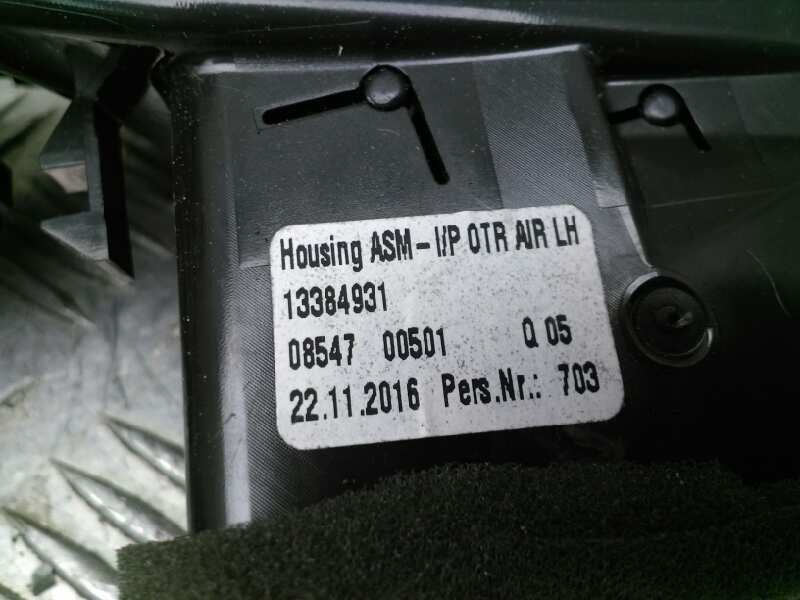 Housing ASM - I/P OTR AIR LH
13384931
08547 00501 Q 05
22.11.2016 Pers.Nr.: 703